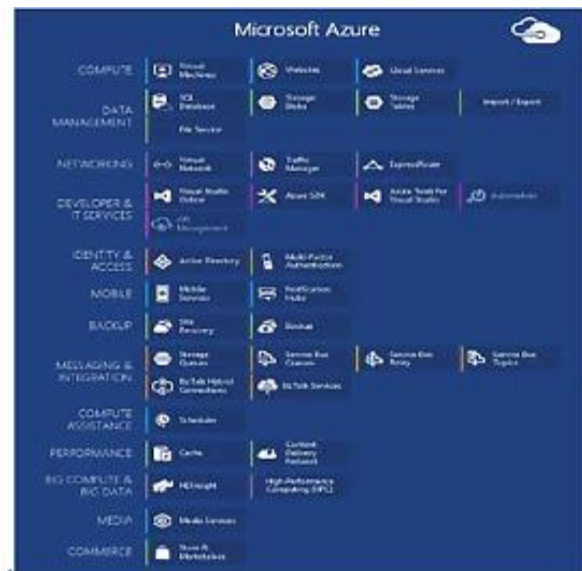 Microsoft Azure
COMPUTE
Virtual Machines
Websites
Cloud Services
DATA MANAGEMENT
SQL Database
Storage Blobs
Storage Tables
Import / Export
File Service
NETWORKING
Virtual Network
Traffic Manager
ExpressRoute
DEVELOPER & IT SERVICES
Visual Studio Online
Azure SDK
Azure Tools For Visual Studio
Automation
API Management
IDENTITY & ACCESS
Active Directory
Multi-Factor Authentication
MOBILE
Mobile Services
Notification Hubs
BACKUP
Site Recovery
Backup
MESSAGING & INTEGRATION
Storage Queues
Service Bus Queues
Service Bus Relay
Service Bus Topics
BizTalk Hybrid Connections
BizTalk Services
COMPUTE ASSISTANCE
Scheduler
PERFORMANCE
Cache
Content Delivery Network
BIG COMPUTE & BIG DATA
HDInsight
High Performance Computing (HPC)
MEDIA
Media Services
COMMERCE
Store & Marketplace